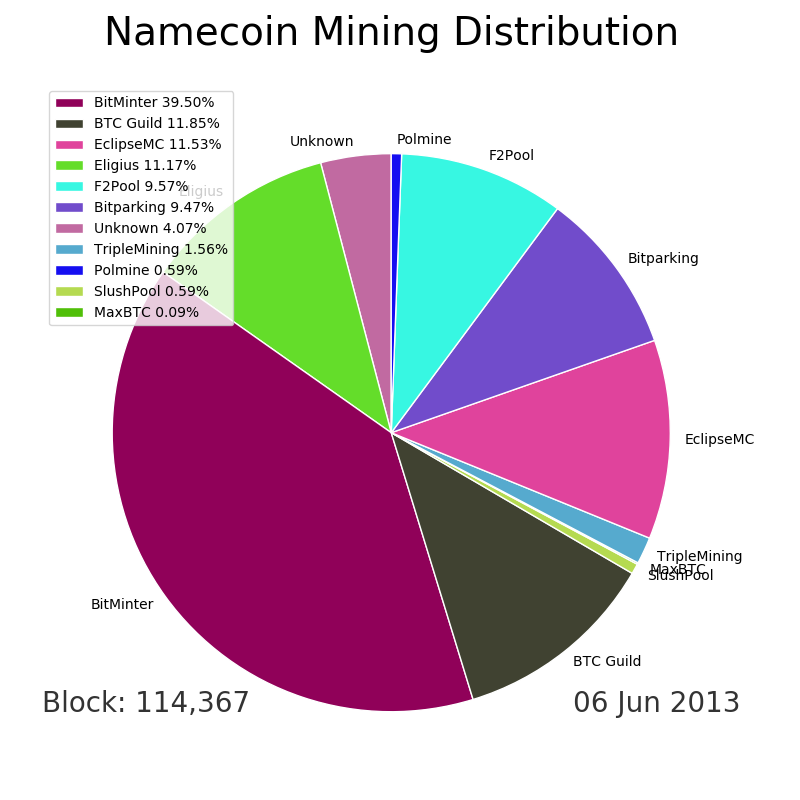 Namecoin Mining Distribution
BitMinter 39.50%
BTC Guild 11.85%
EclipseMC 11.53%
Eligius 11.17%
F2Pool 9.57%
Bitparking 9.47%
Unknown 4.07%
TripleMining 1.56%
Polmine 0.59%
SlushPool 0.59%
MaxBTC 0.09%
Polmine
Unknown
F2Pool
Eligius
Bitparking
EclipseMC
TripleMining
MaxBTC
SlushPool
BitMinter
BTC Guild
Block: 114,367
06 Jun 2013